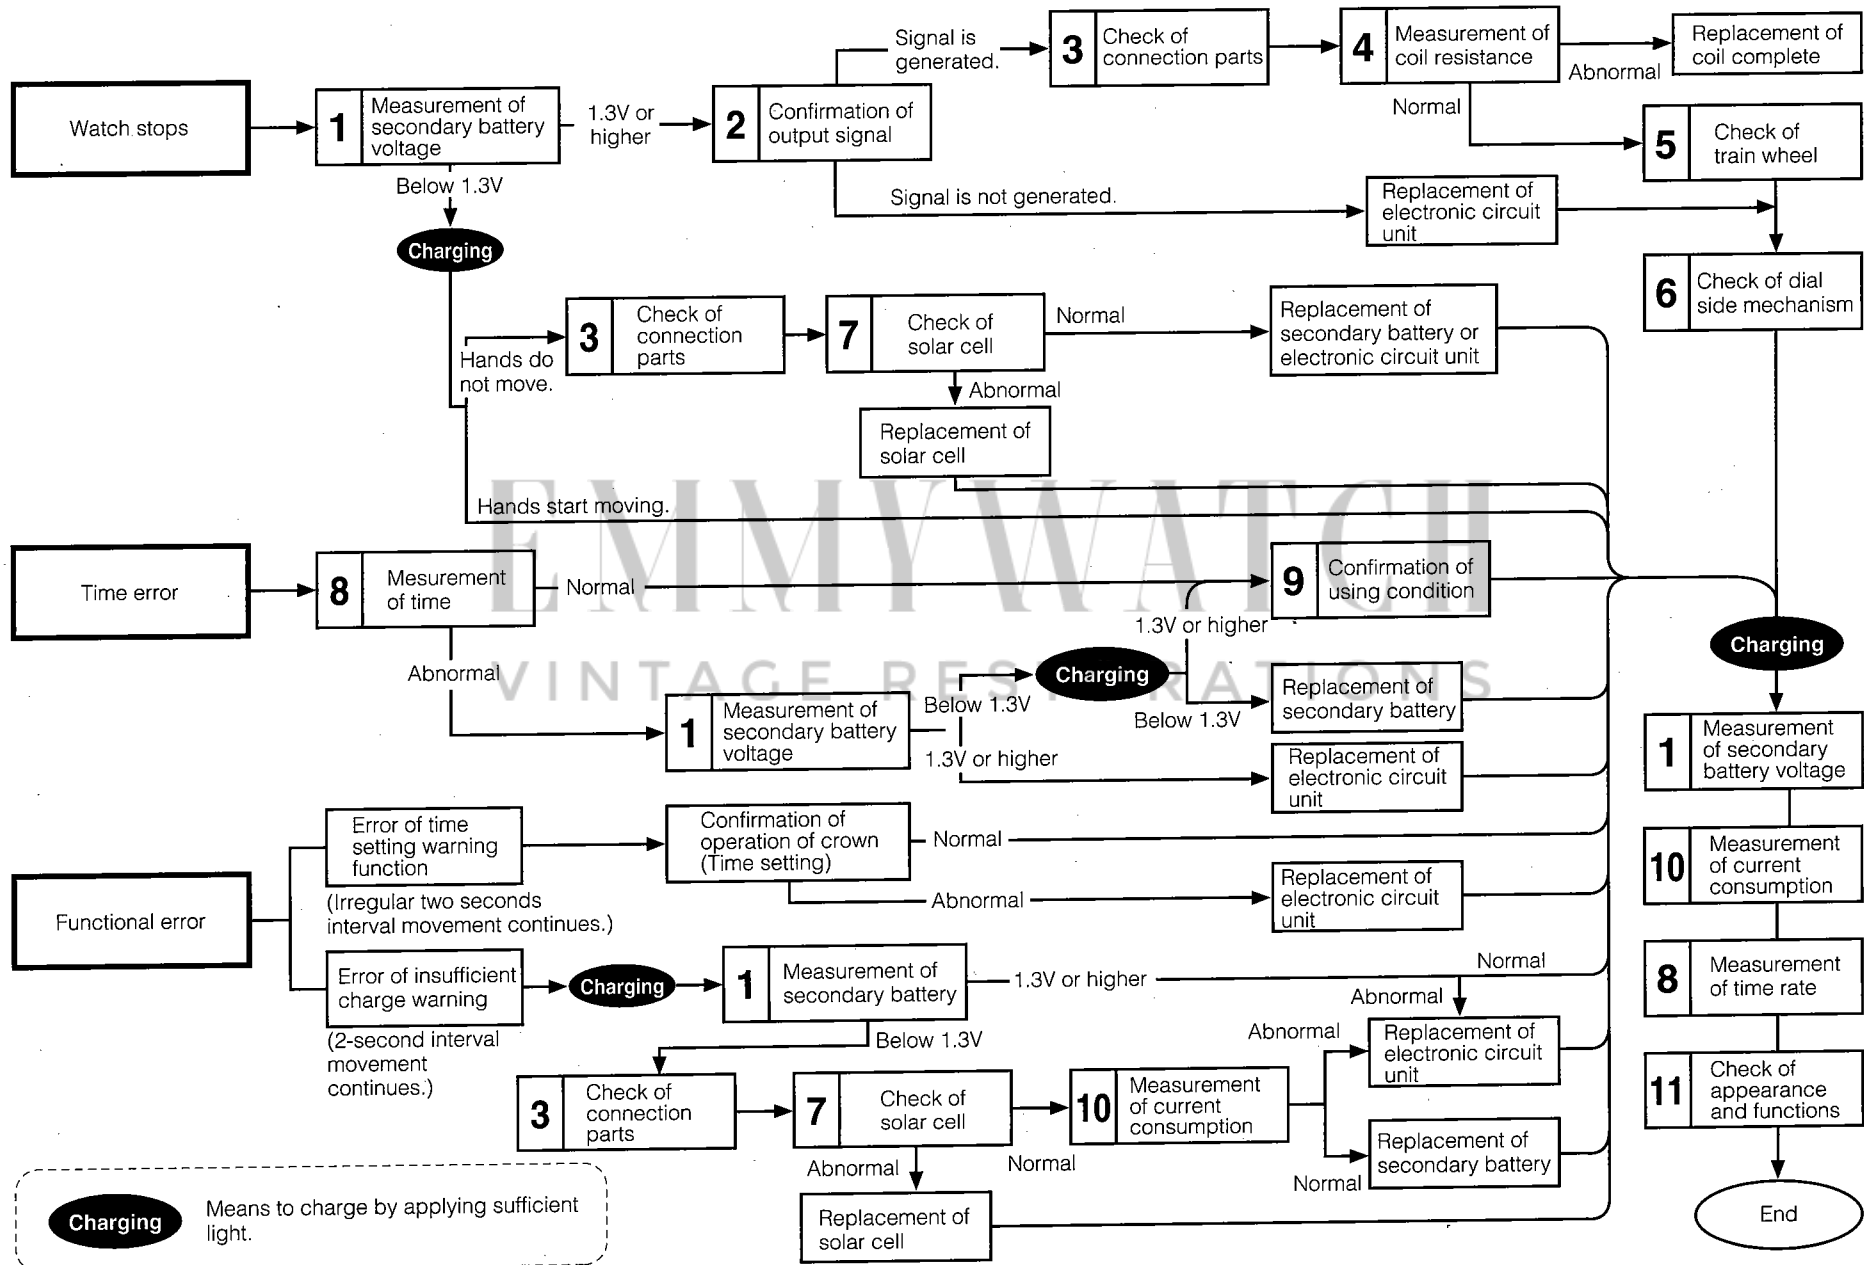 Watch stops
1
Measurement of
secondary battery
voltage
1.3V or
higher
Below 1.3V
Charging
2
Confirmation of
output signal
Signal is
generated.
3
Check of
connection parts
4
Measurement of
coil resistance
Abnormal
Replacement of
coil complete
Normal
5
Check of
train wheel
Signal is not generated.
Replacement of
electronic circuit
unit
6
Check of dial
side mechanism
Hands do
not move.
3
Check of
connection
parts
7
Check of
solar cell
Normal
Replacement of
secondary battery or
electronic circuit unit
Abnormal
Replacement of
solar cell
Hands start moving.
EMMYWATCH
VINTAGE RESTORATIONS
Time error
8
Mesurement
of time
Normal
9
Confirmation of
using condition
1.3V or higher
Abnormal
1
Measurement of
secondary battery
voltage
Below 1.3V
Charging
Below 1.3V
Replacement of
secondary battery
1.3V or higher
Replacement of
electronic circuit
unit
Charging
1
Measurement
of secondary
battery voltage
10
Measurement
of current
consumption
8
Measurement
of time rate
11
Check of
appearance
and functions
End
Functional error
Error of time
setting warning
function
(Irregular two seconds
interval movement continues.)
Confirmation of
operation of crown
(Time setting)
Normal
Abnormal
Replacement of
electronic circuit
unit
Error of insufficient
charge warning
(2-second interval
movement
continues.)
Charging
1
Measurement of
secondary battery
1.3V or higher
Normal
Abnormal
Below 1.3V
3
Check of
connection
parts
7
Check of
solar cell
Normal
10
Measurement
of current
consumption
Abnormal
Replacement of
electronic circuit
unit
Normal
Replacement of
secondary battery
Abnormal
Replacement of
solar cell
Charging
Means to charge by applying sufficient
light.